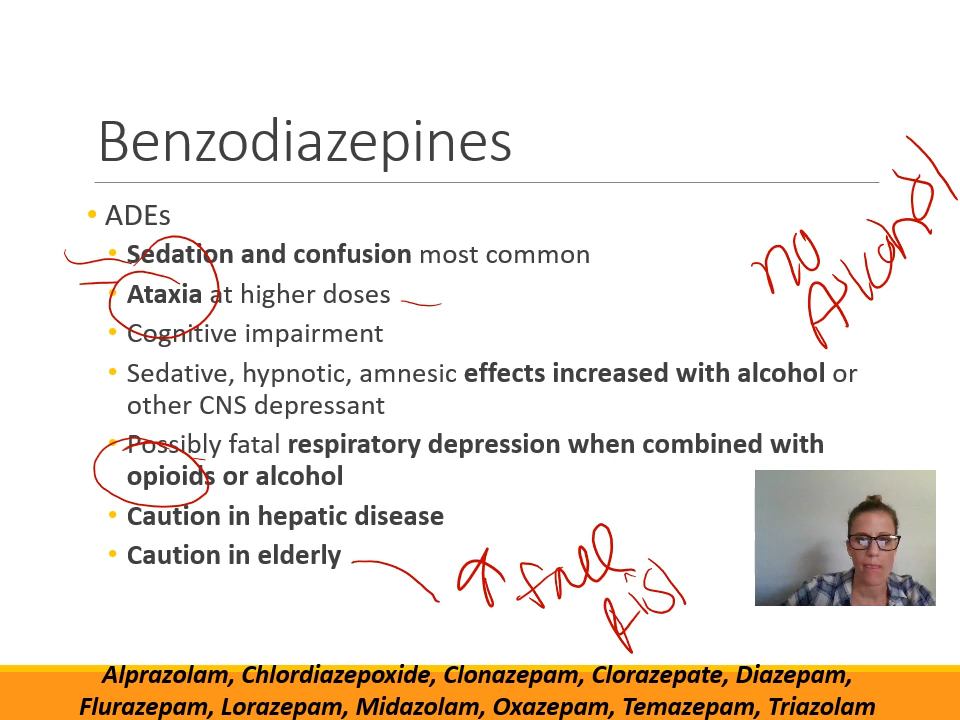 Benzodiazepines
• ADEs
• Sedation and confusion most common
• Ataxia at higher doses
• Cognitive impairment
• Sedative, hypnotic, amnesic effects increased with alcohol or
other CNS depressant
• Possibly fatal respiratory depression when combined with
opioids or alcohol
• Caution in hepatic disease
• Caution in elderly
no
Alcohol
↑ fall
risk
Alprazolam, Chlordiazepoxide, Clonazepam, Clorazepate, Diazepam,
Flurazepam, Lorazepam, Midazolam, Oxazepam, Temazepam, Triazolam